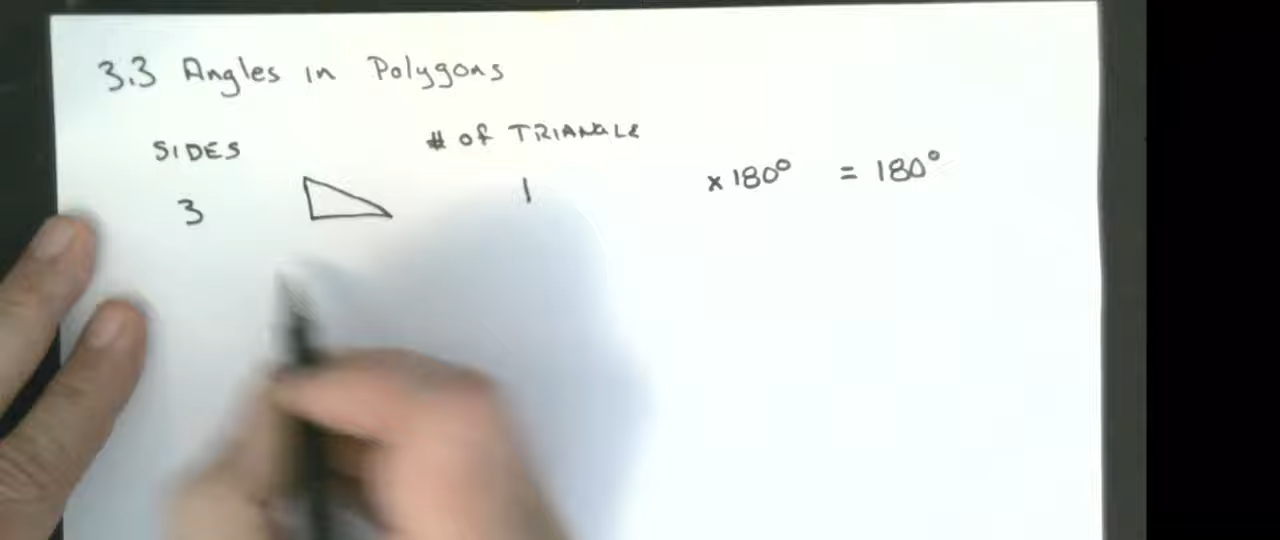 3.3 Angles in Polygons
SIDES # of TRIANGLE
3 1 x 180° = 180°